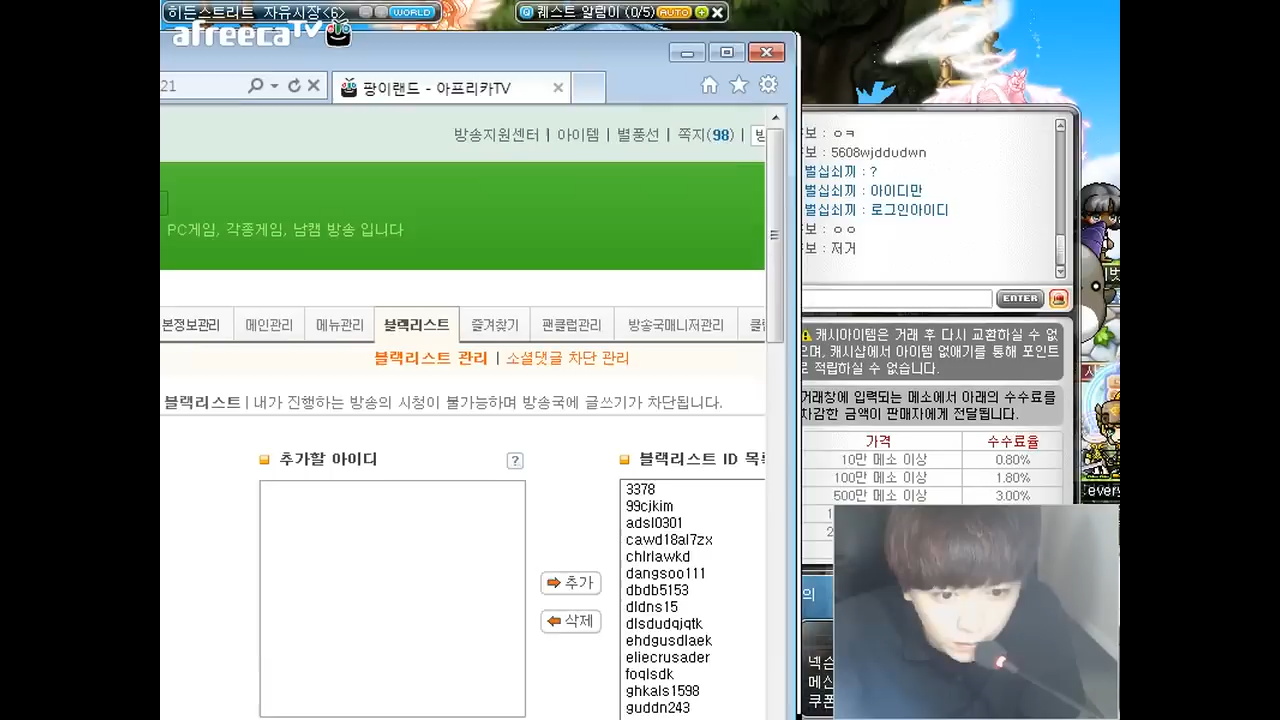 히든스트리트 자유시장<6>
WORLD
퀘스트 알림이 (0/5) AUTO
afreecaTV
21
팡이랜드 - 아프리카TV
방송지원센터 | 아이템 | 별풍선 | 쪽지(98) |
PC게임, 각종게임, 남캠 방송 입니다
본정보관리 메인관리 메뉴관리 블랙리스트 즐겨찾기 팬클럽관리 방송국매니저관리
블랙리스트 관리 | 소셜댓글 차단 관리
블랙리스트 | 내가 진행하는 방송의 시청이 불가능하며 방송국에 글쓰기가 차단됩니다.
추가할 아이디
?
추가
삭제
블랙리스트 ID 목
3378
99cjkim
adsl0301
cawd18al7zx
chlrlawkd
dangsoo111
dbdb5153
dldns15
dlsdudqjqtk
ehdgusdlaek
eliecrusader
foqlsdk
ghkals1598
guddn243
보 : ㅇㅋ
보 : 5608wjddudwn
벌십쇠끼 : ?
벌십쇠끼 : 아이디만
벌십쇠끼 : 로그인아이디
: ㅇㅇ
보 : 저거
ENTER
캐시아이템은 거래 후 다시 교환하실 수 없
으며, 캐시샵에서 아이템 없애기를 통해 포인트
로 적립하실 수 없습니다.
거래창에 입력되는 메소에서 아래의 수수료를
차감한 금액이 판매자에게 전달됩니다.
가격 수수료율
10만 메소 이상 0.80%
100만 메소 이상 1.80%
500만 메소 이상 3.00%
1
2
의
넥슨
메신
쿠폰
every